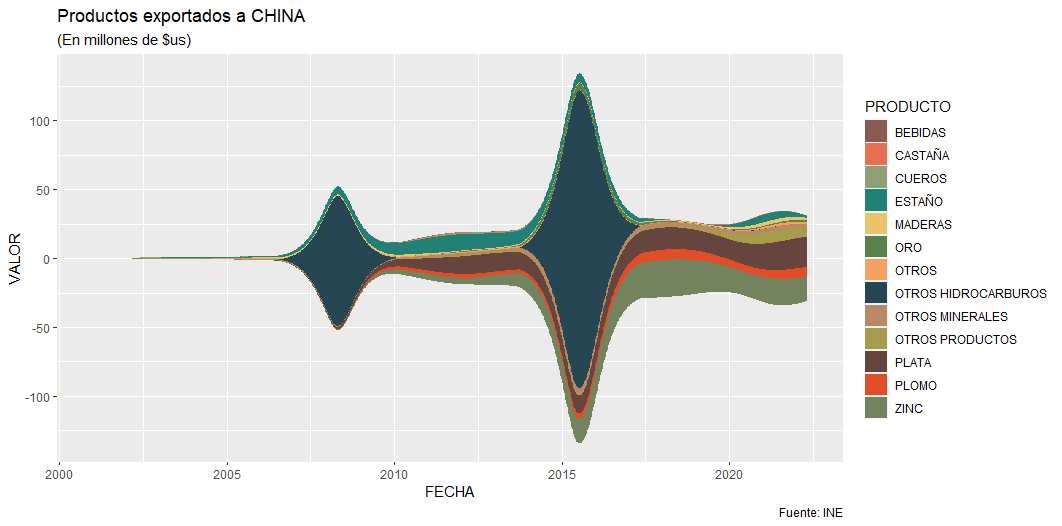 Productos exportados a CHINA
(En millones de $us)
VALOR
100
50
0
-50
-100
2000
2005
2010
2015
2020
FECHA
PRODUCTO
BEBIDAS
CASTAÑA
CUEROS
ESTAÑO
MADERAS
ORO
OTROS
OTROS HIDROCARBUROS
OTROS MINERALES
OTROS PRODUCTOS
PLATA
PLOMO
ZINC
Fuente: INE